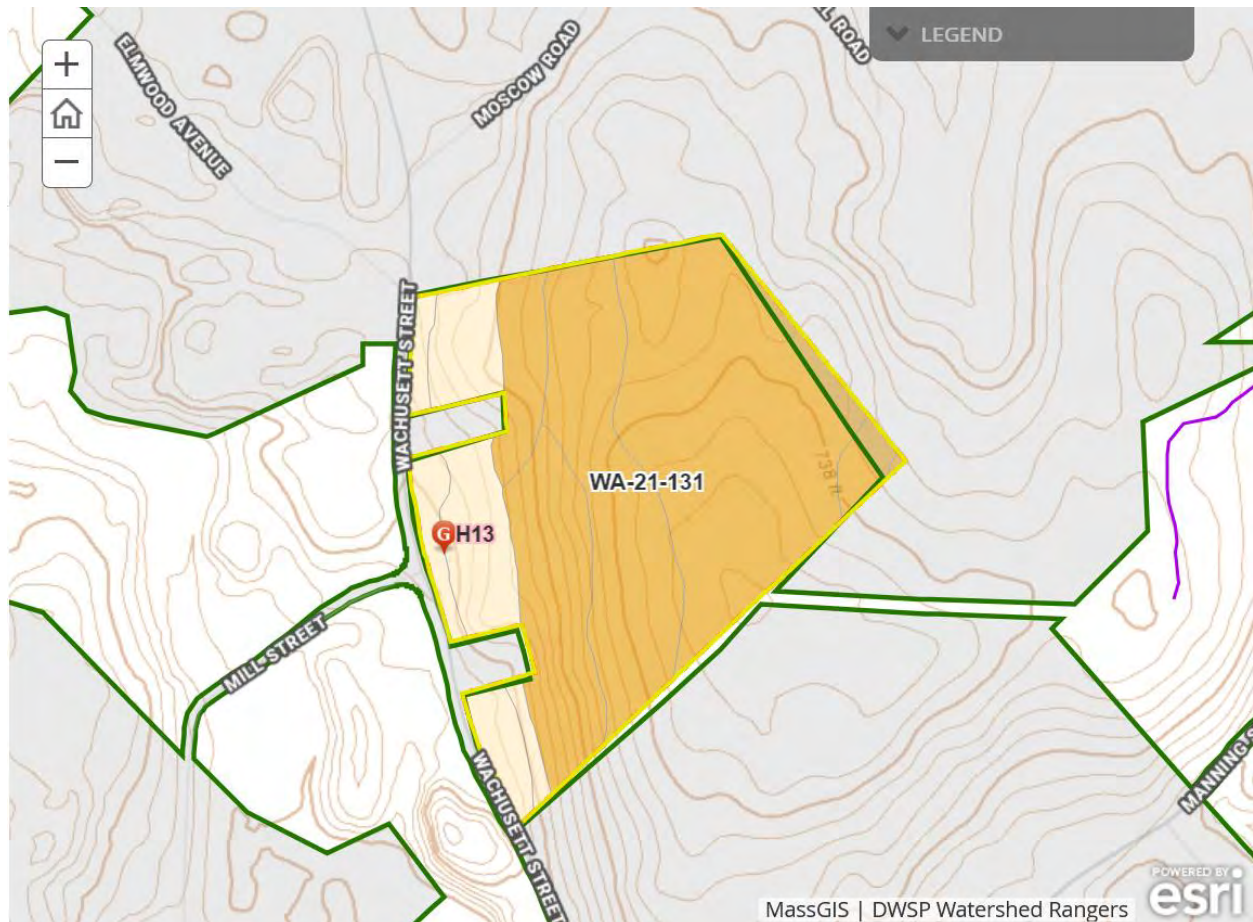 LEGEND
+
−
ELMWOOD AVENUE
MOSCOW ROAD
LL ROAD
WACHUSETT STREET
WA-21-131
738 ft
G
H13
MILL STREET
WACHUSETT STREET
MANNING S
MassGIS | DWSP Watershed Rangers
POWERED BY
esri